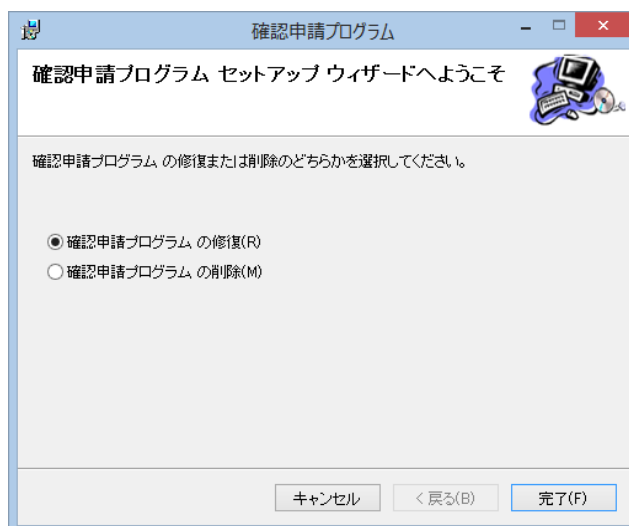 確認申請プログラム
確認申請プログラム セットアップ ウィザードへようこそ
確認申請プログラム の修復または削除のどちらかを選択してください。
確認申請プログラム の修復(R)
確認申請プログラム の削除(M)
キャンセル
< 戻る(B)
完了(F)